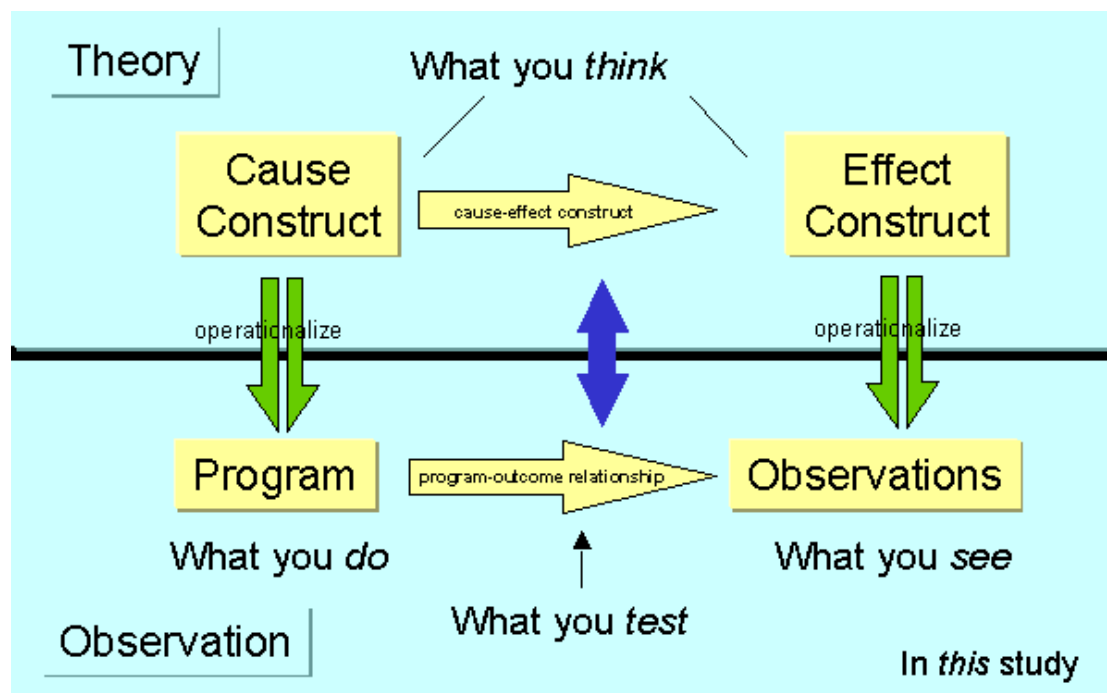 Theory
What you think
Cause
Construct
cause-effect construct
Effect
Construct
operationalize
operationalize
Program
program-outcome relationship
Observations
What you do
What you see
What you test
Observation
In this study